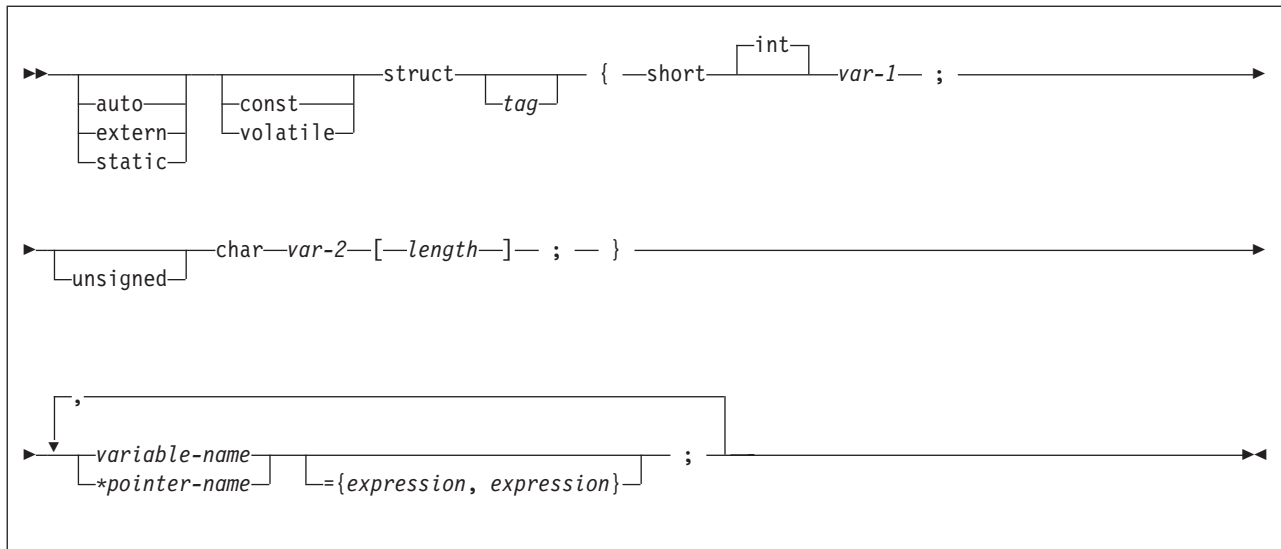 int
struct { short var-1 ;
auto const tag
extern volatile
static
char var-2 [ length ] ; }
unsigned
,
variable-name ;
*pointer-name ={expression, expression}